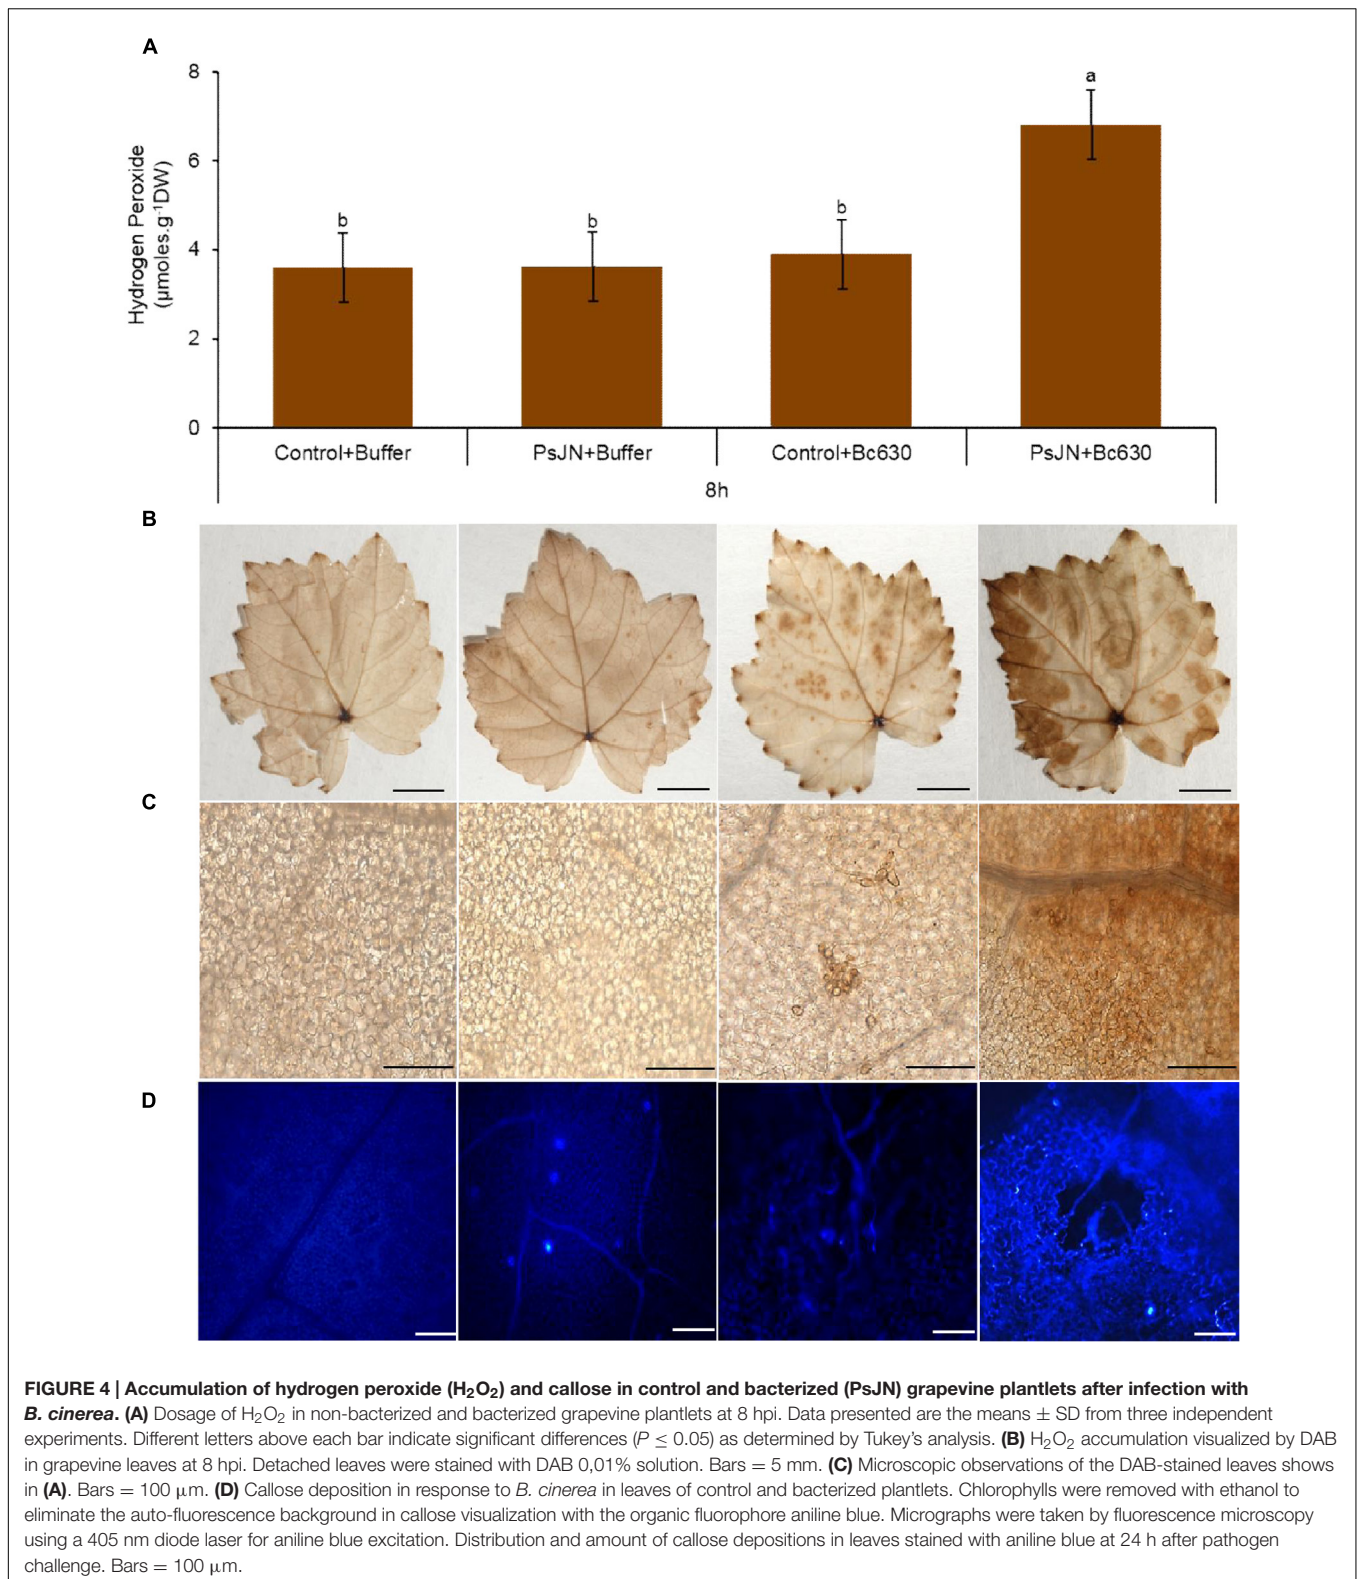 A
8
6
4
2
0
Hydrogen Peroxide
(µmoles.g⁻¹DW)
b
b
b
a
Control+Buffer PsJN+Buffer Control+Bc630 PsJN+Bc630
8h
B
C
D
FIGURE 4 | Accumulation of hydrogen peroxide (H₂O₂) and callose in control and bacterized (PsJN) grapevine plantlets after infection with
B. cinerea. (A) Dosage of H₂O₂ in non-bacterized and bacterized grapevine plantlets at 8 hpi. Data presented are the means ± SD from three independent
experiments. Different letters above each bar indicate significant differences (P ≤ 0.05) as determined by Tukey's analysis. (B) H₂O₂ accumulation visualized by DAB
in grapevine leaves at 8 hpi. Detached leaves were stained with DAB 0,01% solution. Bars = 5 mm. (C) Microscopic observations of the DAB-stained leaves shows
in (A). Bars = 100 µm. (D) Callose deposition in response to B. cinerea in leaves of control and bacterized plantlets. Chlorophylls were removed with ethanol to
eliminate the auto-fluorescence background in callose visualization with the organic fluorophore aniline blue. Micrographs were taken by fluorescence microscopy
using a 405 nm diode laser for aniline blue excitation. Distribution and amount of callose depositions in leaves stained with aniline blue at 24 h after pathogen
challenge. Bars = 100 µm.